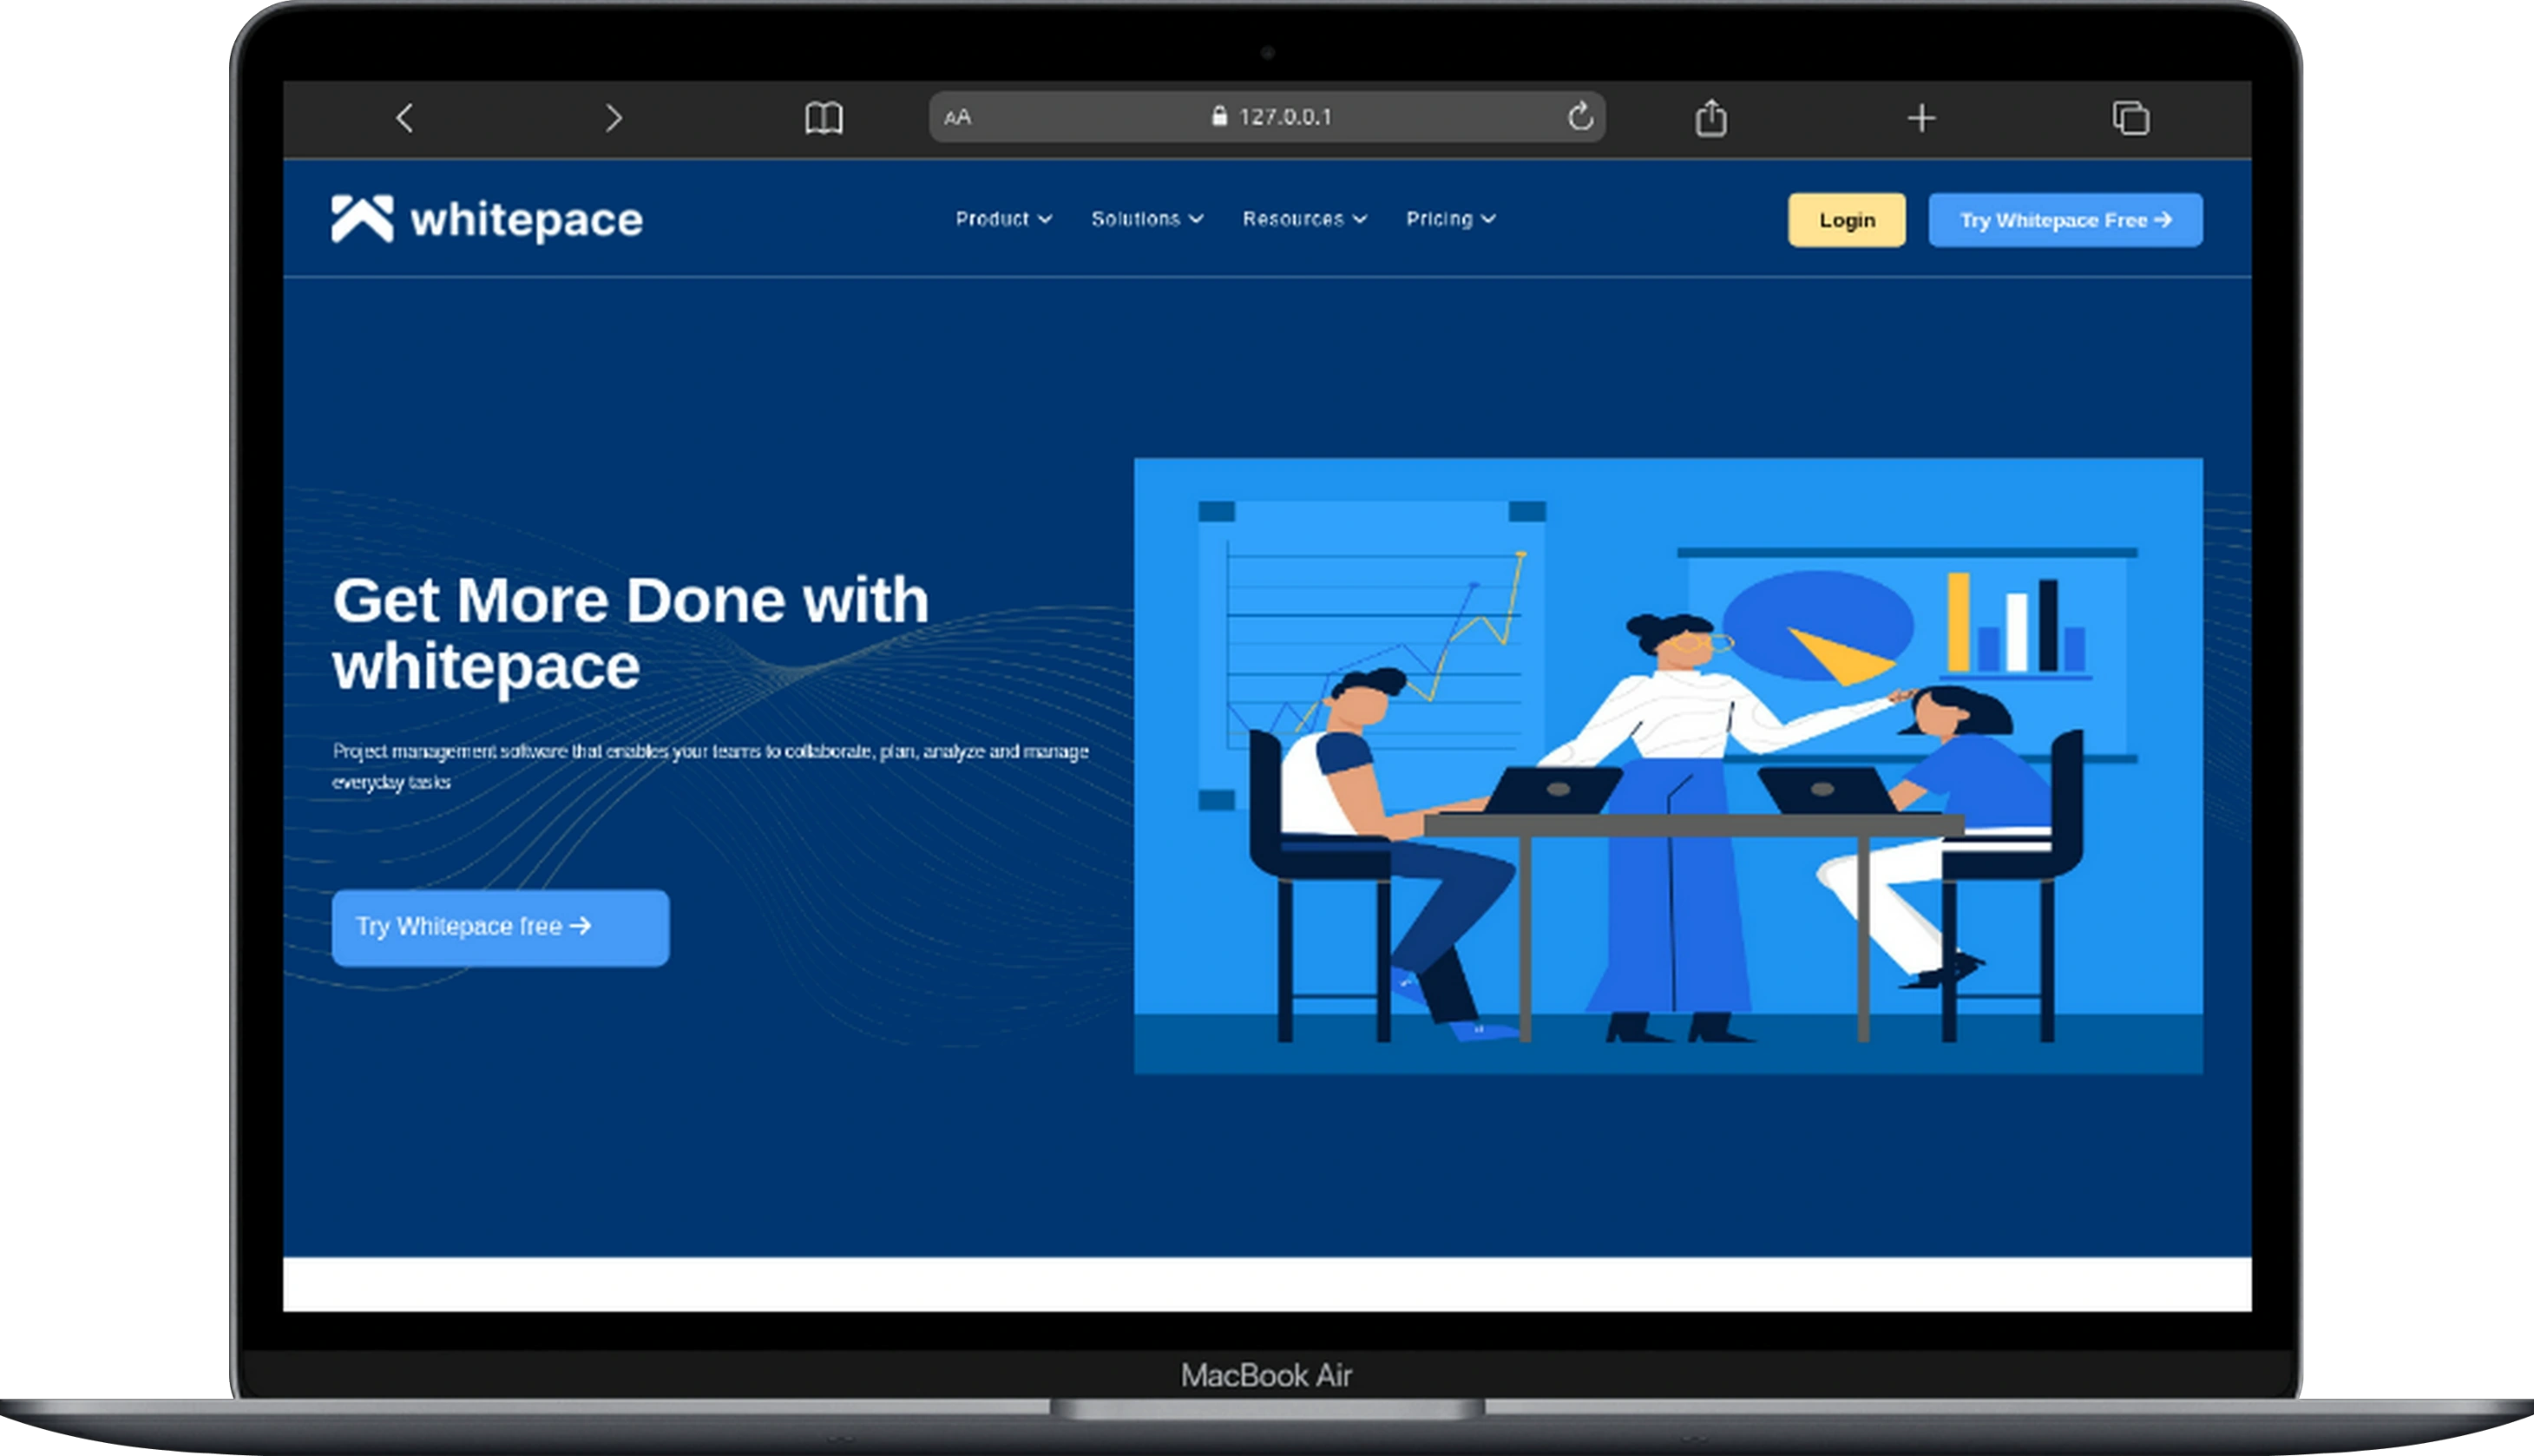 AA 127.0.0.1
whitepace
Product
Solutions
Resources
Pricing
Login
Try Whitepace Free →
Get More Done with
whitepace
Project management software that enables your teams to collaborate, plan, analyze and manage
everyday tasks
Try Whitepace free →
MacBook Air